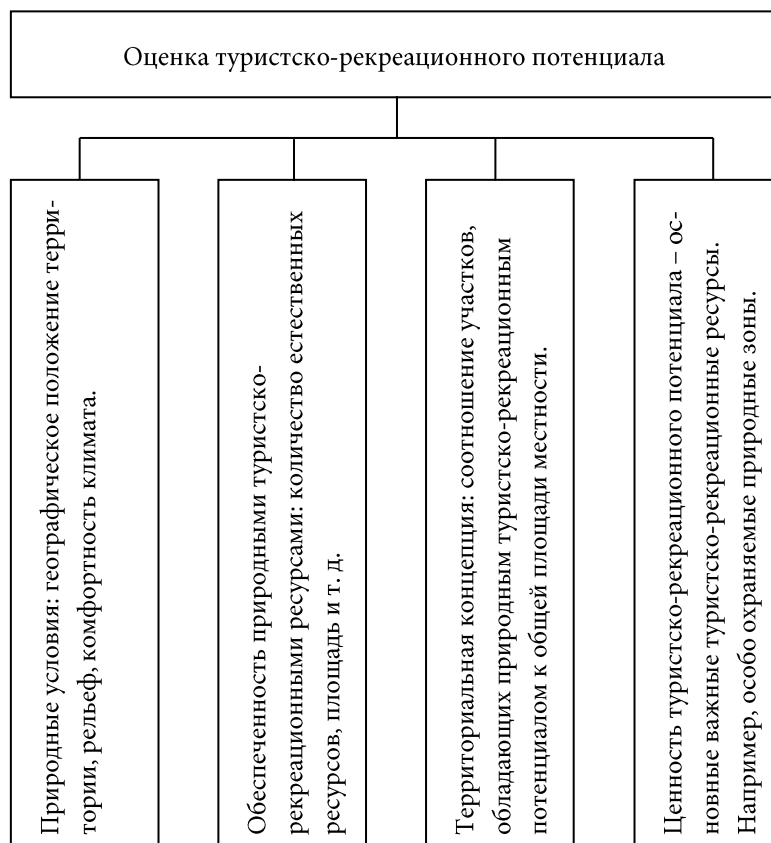 Оценка туристско-рекреационного потенциала
Природные условия: географическое положение терри-
тории, рельеф, комфортность климата.
Обеспеченность природными туристско-
рекреационными ресурсами: количество естественных
ресурсов, площадь и т. д.
Территориальная концепция: соотношение участков,
обладающих природным туристско-рекреационным
потенциалом к общей площади местности.
Ценность туристско-рекреационного потенциала – ос-
новные важные туристско-рекреационные ресурсы.
Например, особо охраняемые природные зоны.